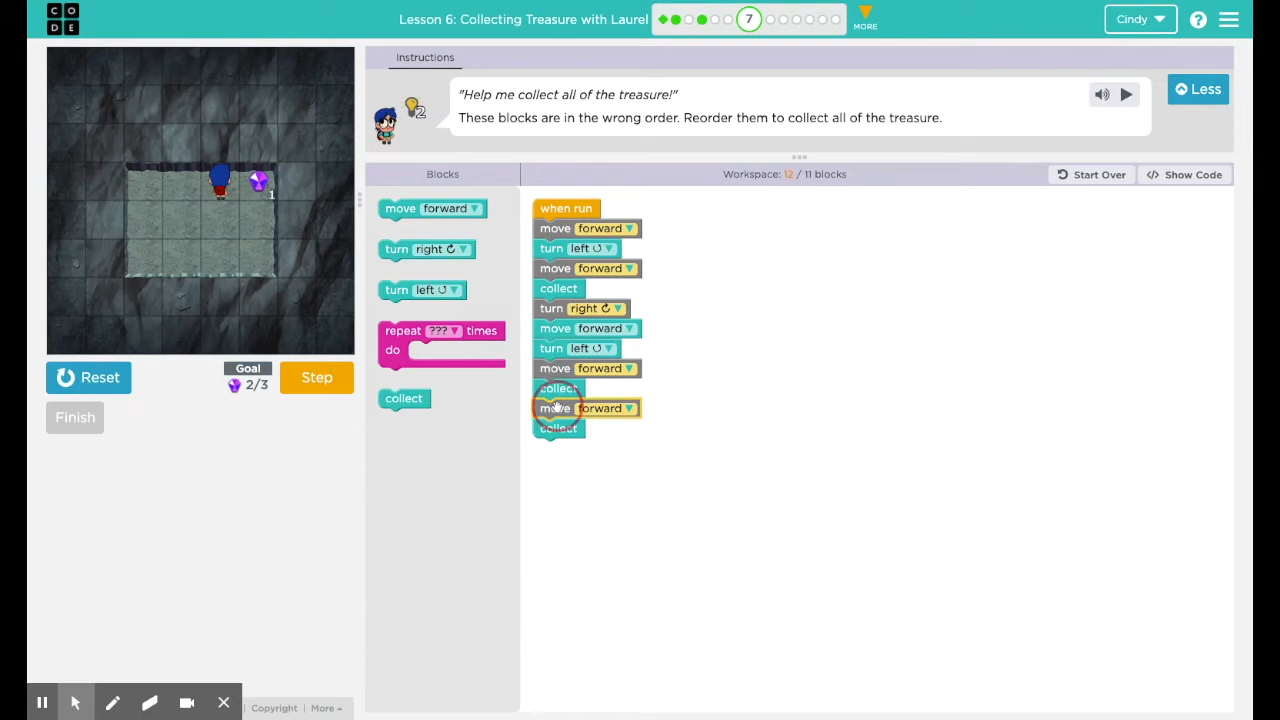 C O
D E
Lesson 6: Collecting Treasure with Laurel
7
MORE
Cindy
?
Instructions
2
"Help me collect all of the treasure!"
These blocks are in the wrong order. Reorder them to collect all of the treasure.
Less
Blocks
Workspace: 12 / 11 blocks
Start Over
Show Code
1
move forward
turn right
turn left
repeat ??? times
do
collect
when run
move forward
turn left
move forward
collect
turn right
move forward
turn left
move forward
collect
move forward
collect
Reset
Goal
2/3
Step
Finish
Copyright
More